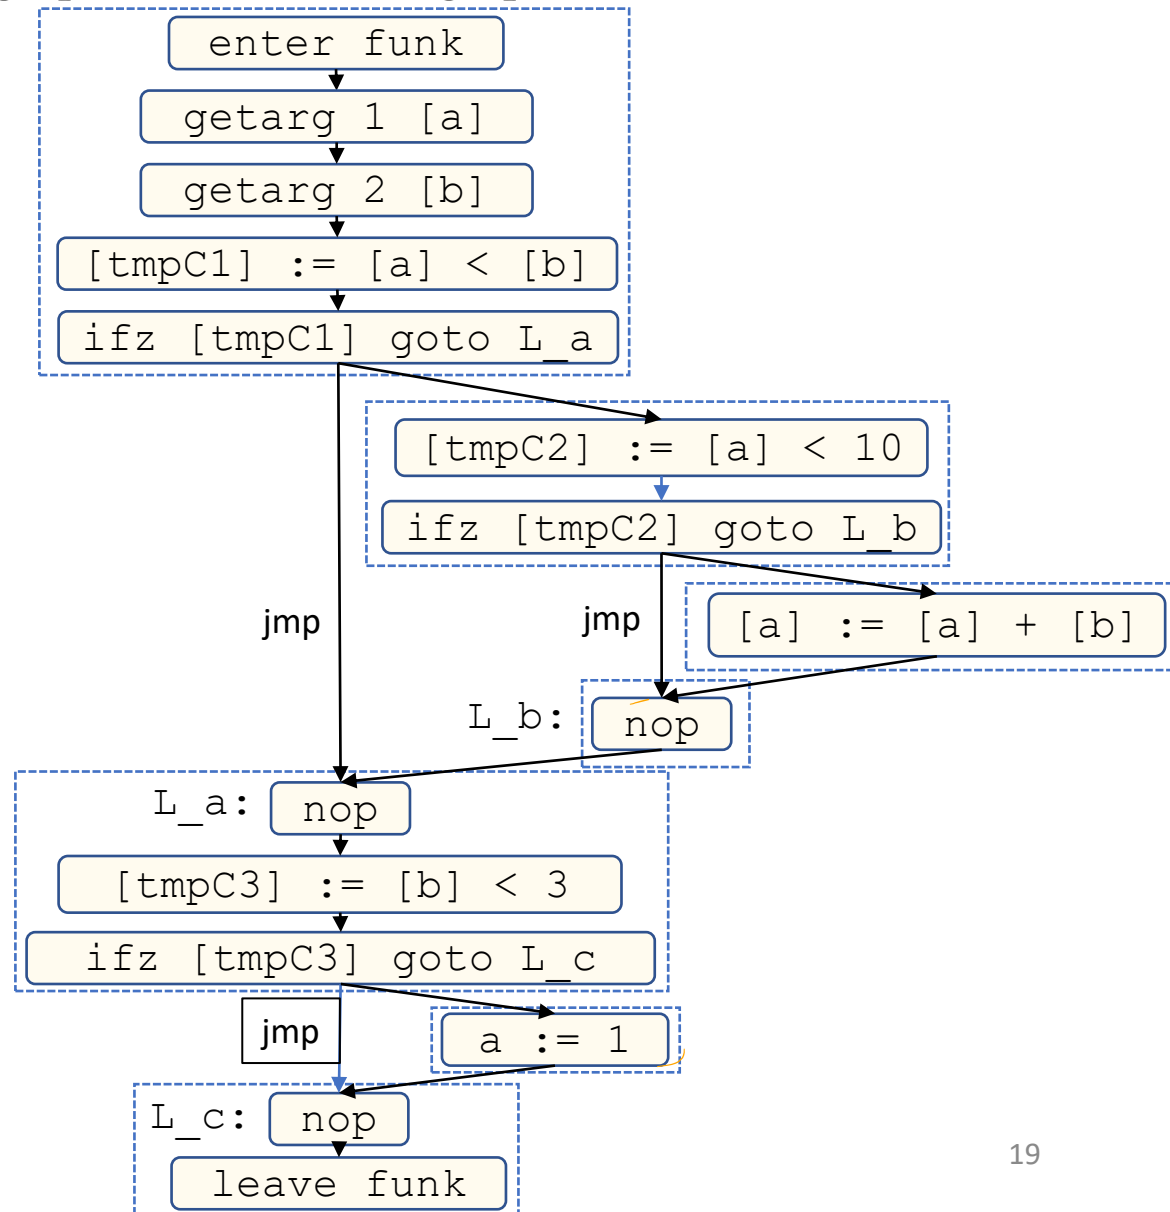 enter funk
getarg 1 [a]
getarg 2 [b]
[tmpC1] := [a] < [b]
ifz [tmpC1] goto L_a
[tmpC2] := [a] < 10
ifz [tmpC2] goto L_b
jmp
jmp
[a] := [a] + [b]
L_b: nop
L_a: nop
[tmpC3] := [b] < 3
ifz [tmpC3] goto L_c
jmp
a := 1
L_c: nop
leave funk
19